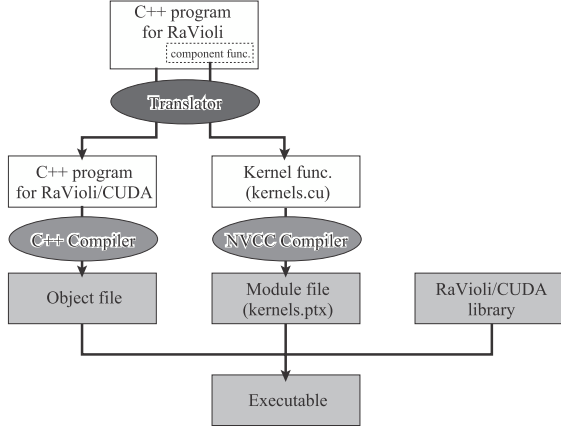 C++ program
for RaVioli
component func.
Translator
C++ program
for RaVioli/CUDA
Kernel func.
(kernels.cu)
C++ Compiler
NVCC Compiler
Object file
Module file
(kernels.ptx)
RaVioli/CUDA
library
Executable